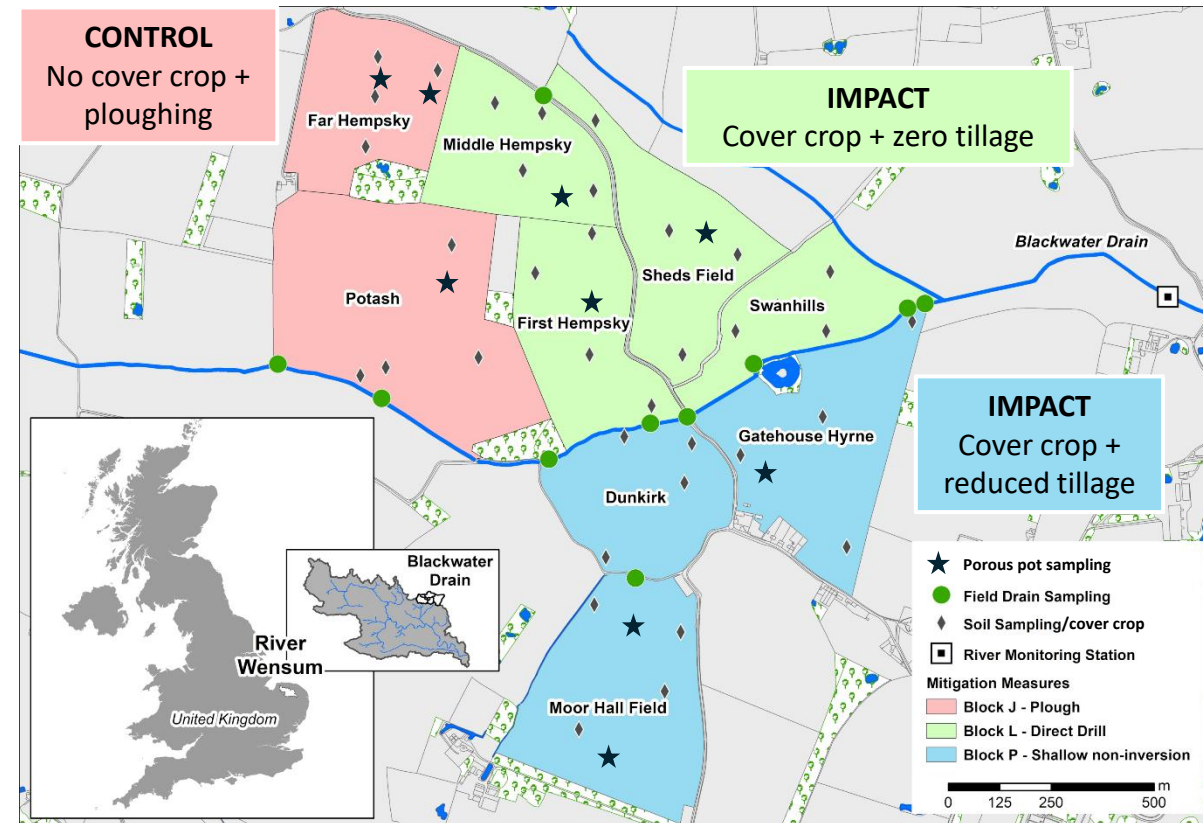 CONTROL
No cover crop +
ploughing
IMPACT
Cover crop + zero tillage
Far Hempsky
Middle Hempsky
Blackwater Drain
Sheds Field
Potash
Swanhills
First Hempsky
IMPACT
Cover crop +
reduced tillage
Gatehouse Hyrne
Dunkirk
Moor Hall Field
Blackwater
Drain
River
Wensum
United Kingdom
Porous pot sampling
Field Drain Sampling
Soil Sampling/cover crop
River Monitoring Station
Mitigation Measures
Block J - Plough
Block L - Direct Drill
Block P - Shallow non-inversion
m
0 125 250 500